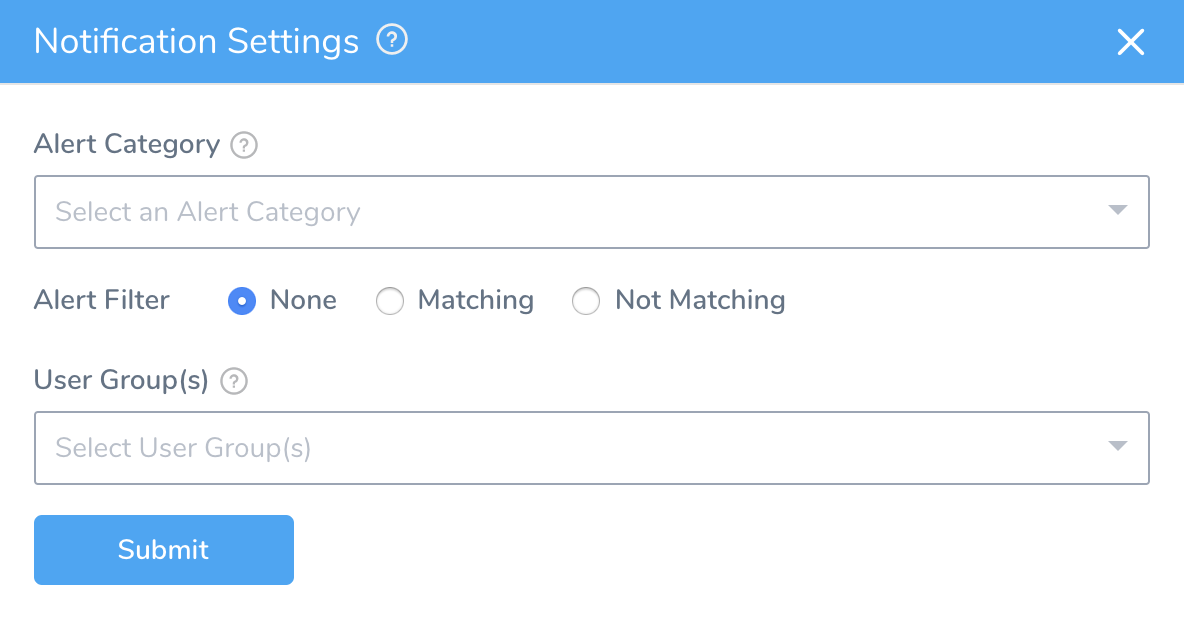 Notification Settings ?
Alert Category ?
Select an Alert Category
Alert Filter None Matching Not Matching
User Group(s) ?
Select User Group(s)
Submit